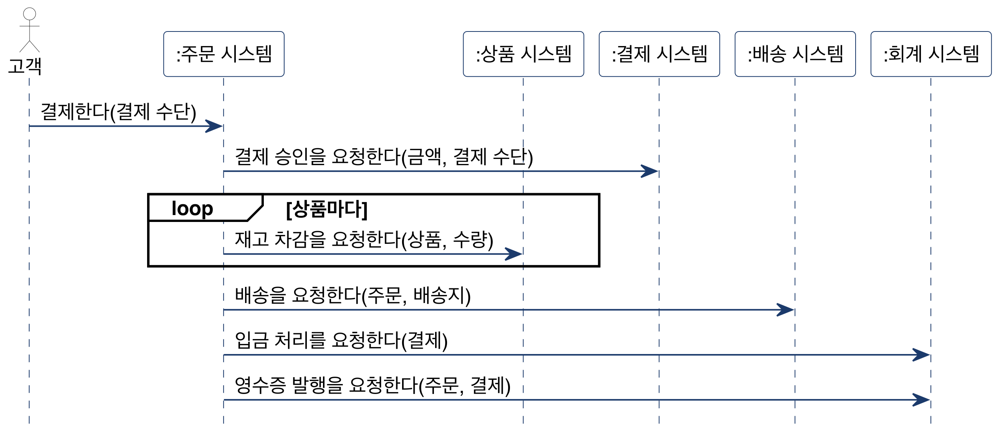 고객
:주문 시스템
:상품 시스템
:결제 시스템
:배송 시스템
:회계 시스템
결제한다(결제 수단)
결제 승인을 요청한다(금액, 결제 수단)
loop
[상품마다]
재고 차감을 요청한다(상품, 수량)
배송을 요청한다(주문, 배송지)
입금 처리를 요청한다(결제)
영수증 발행을 요청한다(주문, 결제)